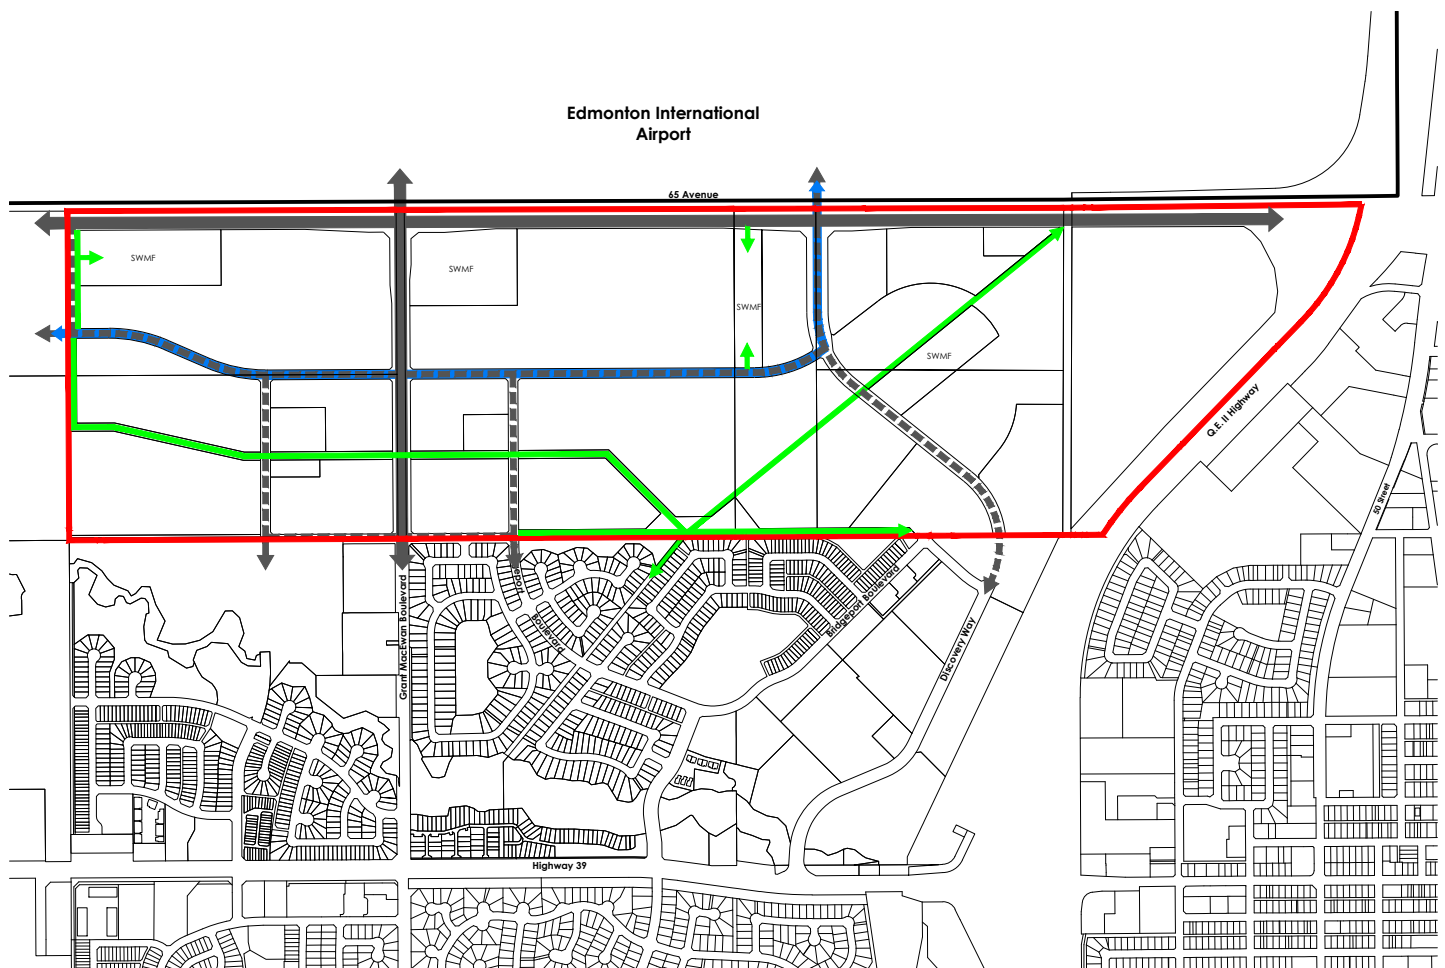 Edmonton International
Airport
65 Avenue
SWMF
SWMF
SWMF
SWMF
Q.E. II Highway
50 Street
Grant MacEwan Boulevard
Boulevard
Bridgeport Boulevard
Discovery Way
Highway 39